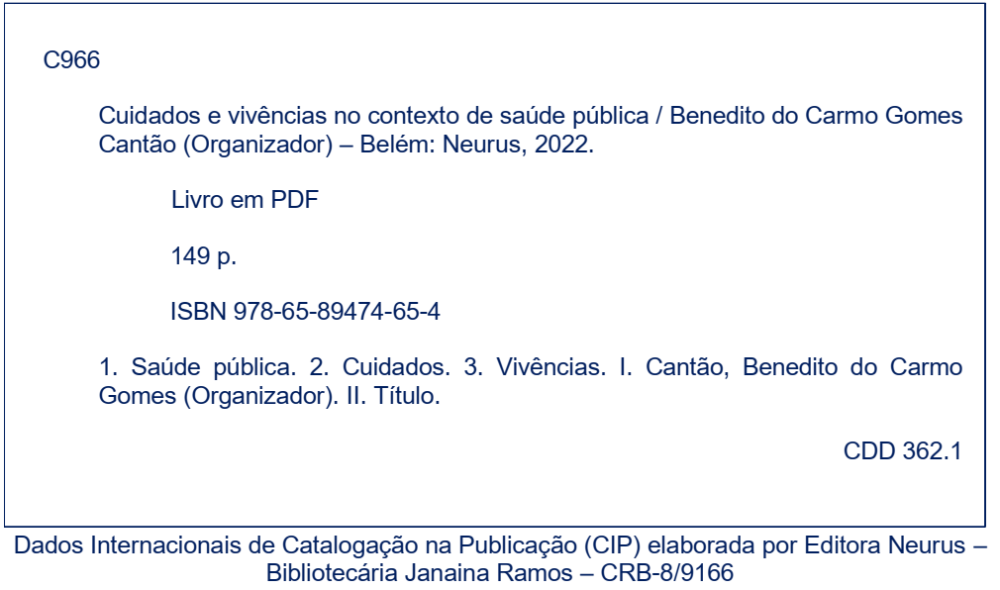 C966
Cuidados e vivências no contexto de saúde pública / Benedito do Carmo Gomes
Cantão (Organizador) – Belém: Neurus, 2022.
Livro em PDF
149 p.
ISBN 978-65-89474-65-4
1. Saúde pública. 2. Cuidados. 3. Vivências. I. Cantão, Benedito do Carmo
Gomes (Organizador). II. Título.
CDD 362.1
Dados Internacionais de Catalogação na Publicação (CIP) elaborada por Editora Neurus –
Bibliotecária Janaina Ramos – CRB-8/9166